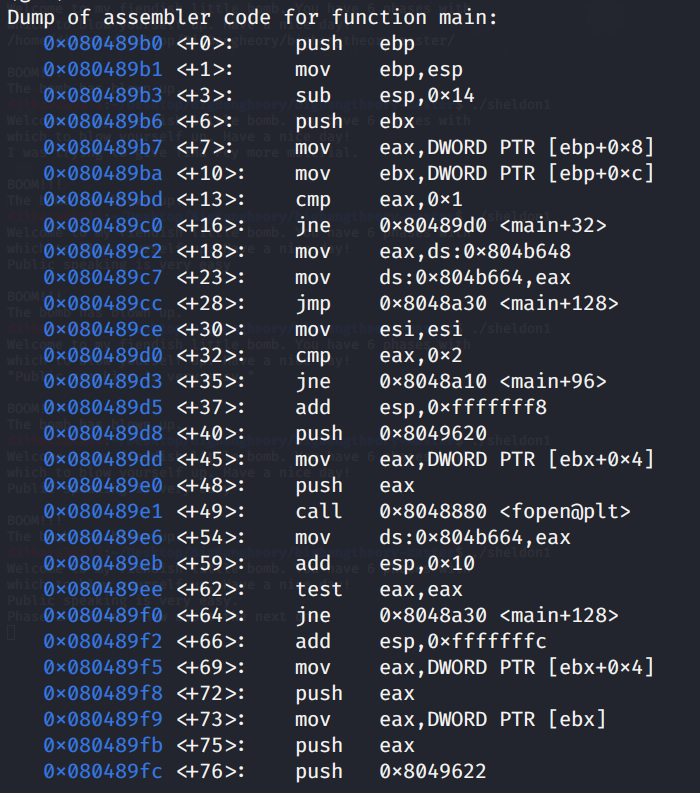 Dump of assembler code for function main:
0×080489b0 <+0>: push ebp
0×080489b1 <+1>: mov ebp,esp
0×080489b3 <+3>: sub esp,0×14
0×080489b6 <+6>: push ebx
0×080489b7 <+7>: mov eax,DWORD PTR [ebp+0×8]
0×080489ba <+10>: mov ebx,DWORD PTR [ebp+0×c]
0×080489bd <+13>: cmp eax,0×1
0×080489c0 <+16>: jne 0×80489d0 <main+32>
0×080489c2 <+18>: mov eax,ds:0×804b648
0×080489c7 <+23>: mov ds:0×804b664,eax
0×080489cc <+28>: jmp 0×8048a30 <main+128>
0×080489ce <+30>: mov esi,esi
0×080489d0 <+32>: cmp eax,0×2
0×080489d3 <+35>: jne 0×8048a10 <main+96>
0×080489d5 <+37>: add esp,0×fffffff8
0×080489d8 <+40>: push 0×8049620
0×080489dd <+45>: mov eax,DWORD PTR [ebx+0×4]
0×080489e0 <+48>: push eax
0×080489e1 <+49>: call 0×8048880 <fopen@plt>
0×080489e6 <+54>: mov ds:0×804b664,eax
0×080489eb <+59>: add esp,0×10
0×080489ee <+62>: test eax,eax
0×080489f0 <+64>: jne 0×8048a30 <main+128>
0×080489f2 <+66>: add esp,0×fffffffc
0×080489f5 <+69>: mov eax,DWORD PTR [ebx+0×4]
0×080489f8 <+72>: push eax
0×080489f9 <+73>: mov eax,DWORD PTR [ebx]
0×080489fb <+75>: push eax
0×080489fc <+76>: push 0×8049622